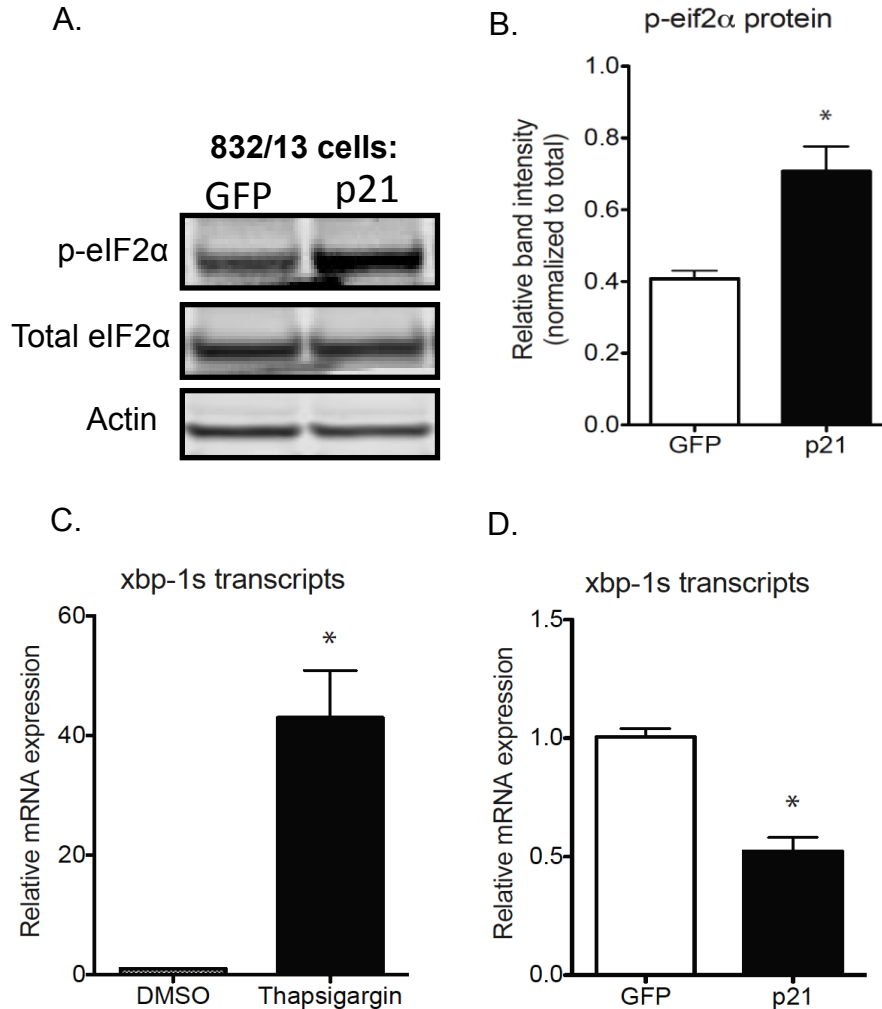 A.
832/13 cells:
GFP p21
p-eIF2α
Total eIF2α
Actin
B.
p-eif2α protein
Relative band intensity
(normalized to total)
1.0
0.8
0.6
0.4
0.2
0.0
*
GFP p21
C.
xbp-1s transcripts
Relative mRNA expression
60
40
20
0
*
DMSO Thapsigargin
D.
xbp-1s transcripts
Relative mRNA expression
1.5
1.0
0.5
0.0
*
GFP p21